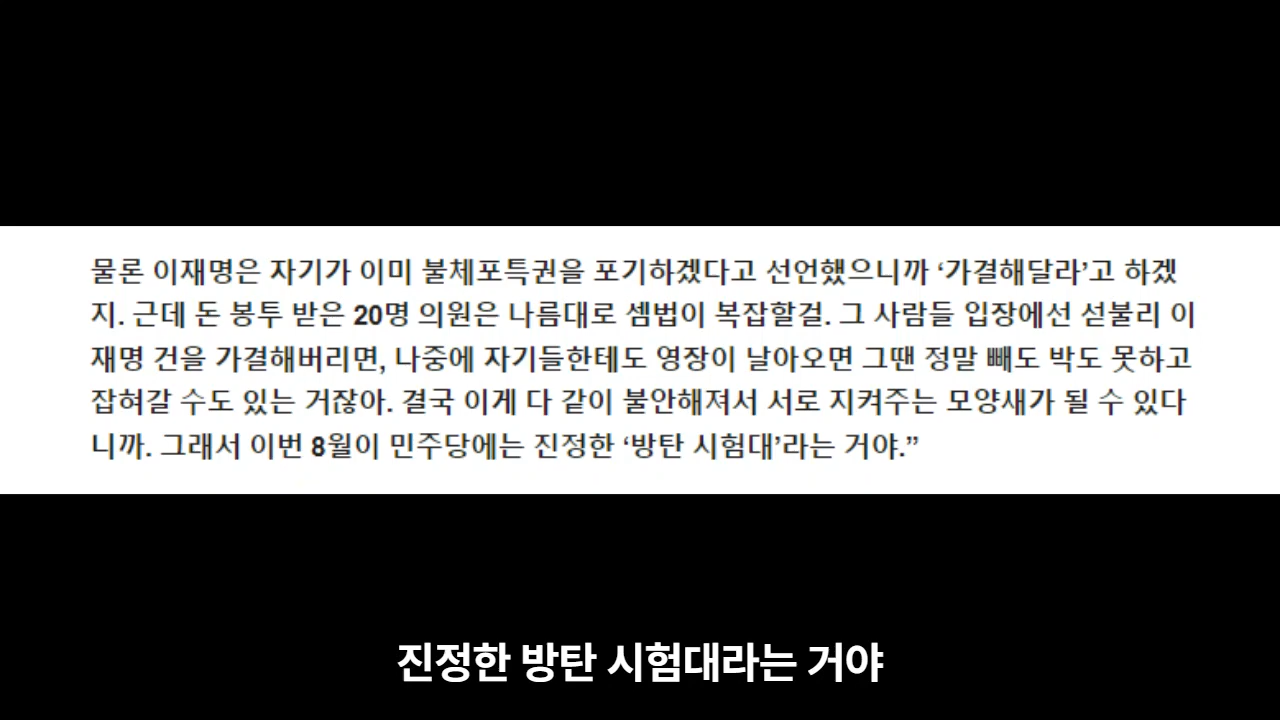 물론 이재명은 자기가 이미 불체포특권을 포기하겠다고 선언했으니까 ‘가결해달라’고 하겠
지. 근데 돈 봉투 받은 20명 의원은 나름대로 셈법이 복잡할걸. 그 사람들 입장에선 섣불리 이
재명 건을 가결해버리면, 나중에 자기들한테도 영장이 날아오면 그땐 정말 빼도 박도 못하고
잡혀갈 수도 있는 거잖아. 결국 이게 다 같이 불안해져서 서로 지켜주는 모양새가 될 수 있다
니까. 그래서 이번 8월이 민주당에는 진정한 ‘방탄 시험대’라는 거야.”
진정한 방탄 시험대라는 거야